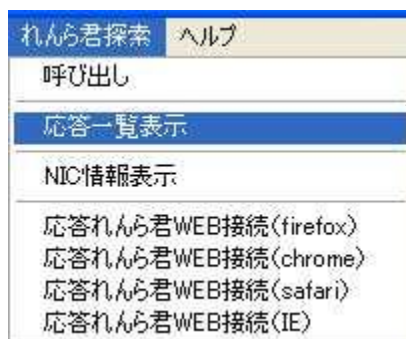 れんら君探索 ヘルプ
呼び出し
応答一覧表示
NIC情報表示
応答れんら君WEB接続(firefox)
応答れんら君WEB接続(chrome)
応答れんら君WEB接続(safari)
応答れんら君WEB接続(IE)